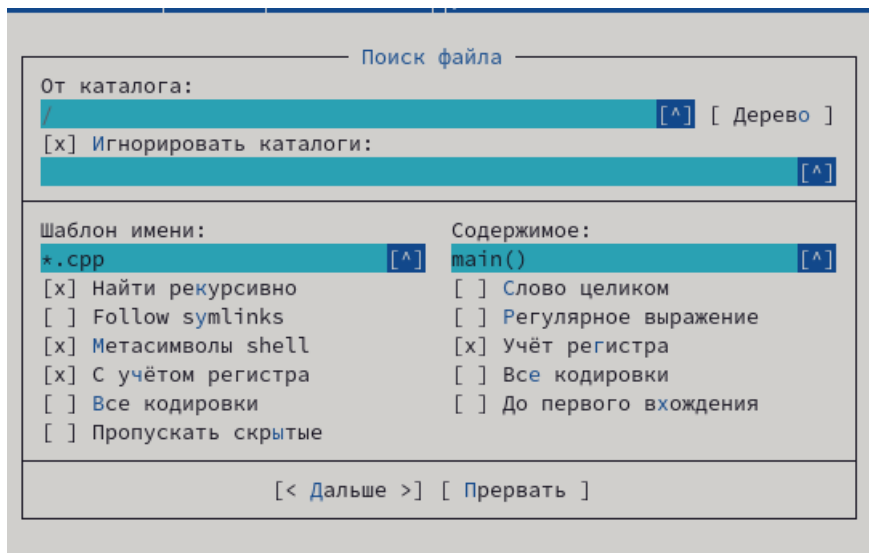 Поиск файла
От каталога:
/ [^] [ Дерево ]
[x] Игнорировать каталоги:
[^]
Шаблон имени:
*.cpp [^]
[x] Найти рекурсивно
[ ] Follow symlinks
[x] Метасимволы shell
[x] С учётом регистра
[ ] Все кодировки
[ ] Пропускать скрытые
Содержимое:
main() [^]
[ ] Слово целиком
[ ] Регулярное выражение
[x] Учёт регистра
[ ] Все кодировки
[ ] До первого вхождения
[< Дальше >] [ Прервать ]